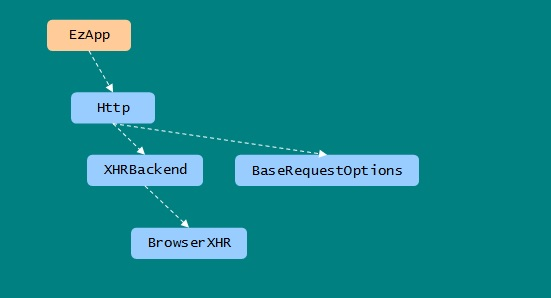 EzApp
Http
XHRBackend
BaseRequestOptions
BrowserXHR